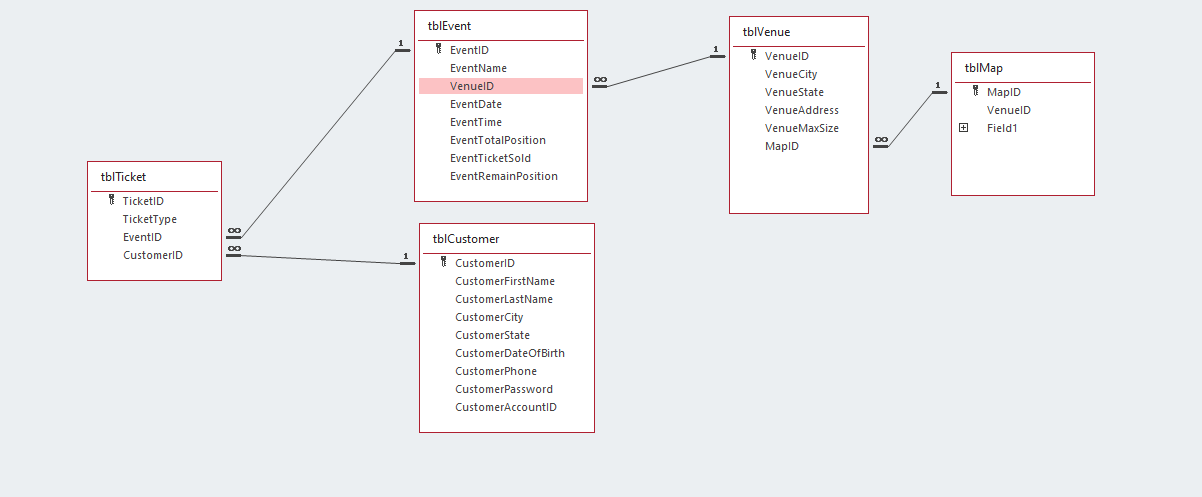 tblTicket
TicketID
TicketType
EventID
CustomerID
∞
∞
1
tblEvent
EventID
EventName
VenueID
EventDate
EventTime
EventTotalPosition
EventTicketSold
EventRemainPosition
∞
1
tblCustomer
CustomerID
CustomerFirstName
CustomerLastName
CustomerCity
CustomerState
CustomerDateOfBirth
CustomerPhone
CustomerPassword
CustomerAccountID
1
tblVenue
VenueID
VenueCity
VenueState
VenueAddress
VenueMaxSize
MapID
∞
1
tblMap
MapID
VenueID
Field1